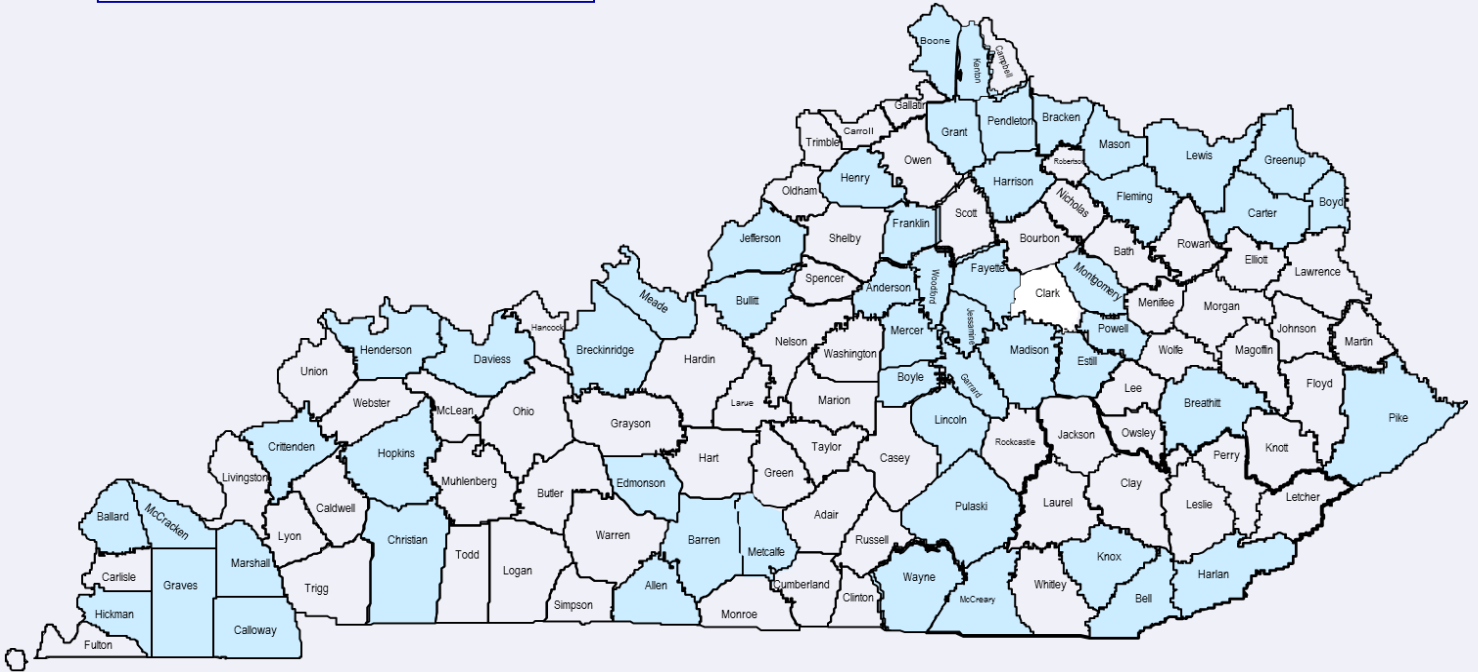 Boone
Kenton
Campbell
Gallatin
Carroll
Trimble
Grant
Pendleton
Bracken
Mason
Lewis
Greenup
Owen
Robertson
Henry
Harrison
Fleming
Oldham
Nicholas
Boyd
Carter
Scott
Franklin
Jefferson
Shelby
Bourbon
Rowan
Bath
Elliott
Lawrence
Fayette
Montgomery
Spencer
Anderson
Woodford
Clark
Bullitt
Meade
Menifee
Morgan
Hancock
Jessamine
Powell
Johnson
Mercer
Nelson
Washington
Madison
Martin
Henderson
Daviess
Breckinridge
Hardin
Estill
Wolfe
Magoffin
Union
Boyle
Garrard
Lee
Floyd
Webster
McLean
Ohio
Larue
Marion
Breathitt
Pike
Grayson
Lincoln
Jackson
Owsley
Crittenden
Hopkins
Taylor
Rockcastle
Knott
Perry
Hart
Casey
Green
Livingston
Muhlenberg
Edmonson
Clay
Butler
Letcher
Caldwell
Pulaski
Laurel
Leslie
Ballard
McCracken
Adair
Lyon
Warren
Christian
Barren
Russell
Metcalfe
Todd
Marshall
Knox
Logan
Carlisle
Graves
Wayne
Harlan
Trigg
Allen
Cumberland
Whitley
Clinton
McCreary
Bell
Simpson
Hickman
Monroe
Calloway
Fulton